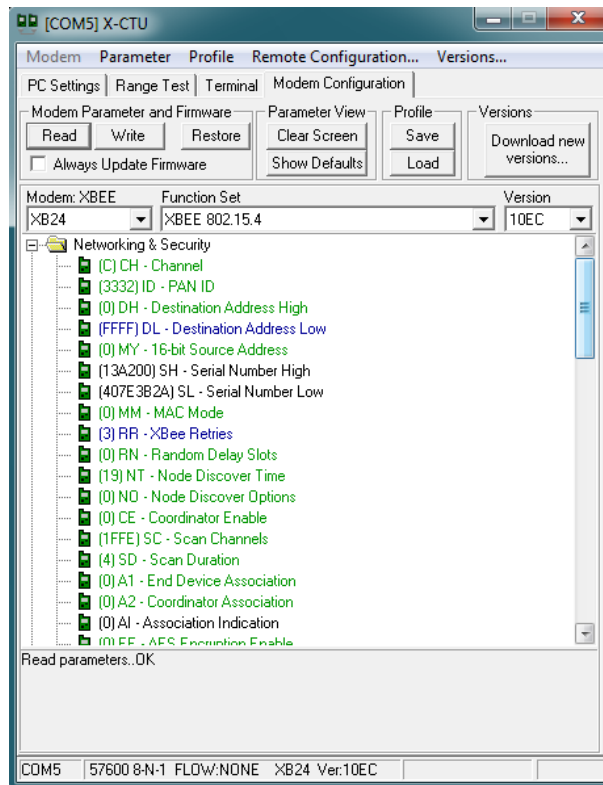 [COM5] X-CTU
Modem Parameter Profile Remote Configuration... Versions...
PC Settings Range Test Terminal Modem Configuration
Modem Parameter and Firmware Parameter View Profile Versions
Read Write Restore Clear Screen Save Download new versions...
Always Update Firmware Show Defaults Load
Modem: XBEE Function Set Version
XB24 XBEE 802.15.4 10EC
Networking & Security
(C) CH - Channel
(3332) ID - PAN ID
(0) DH - Destination Address High
(FFFF) DL - Destination Address Low
(0) MY - 16-bit Source Address
(13A200) SH - Serial Number High
(407E3B2A) SL - Serial Number Low
(0) MM - MAC Mode
(3) RR - XBee Retries
(0) RN - Random Delay Slots
(19) NT - Node Discover Time
(0) NO - Node Discover Options
(0) CE - Coordinator Enable
(1FFE) SC - Scan Channels
(4) SD - Scan Duration
(0) A1 - End Device Association
(0) A2 - Coordinator Association
(0) AI - Association Indication
(0) EE - AES Encryption Enable
Read parameters..OK
COM5 57600 8-N-1 FLOW:NONE XB24 Ver:10EC